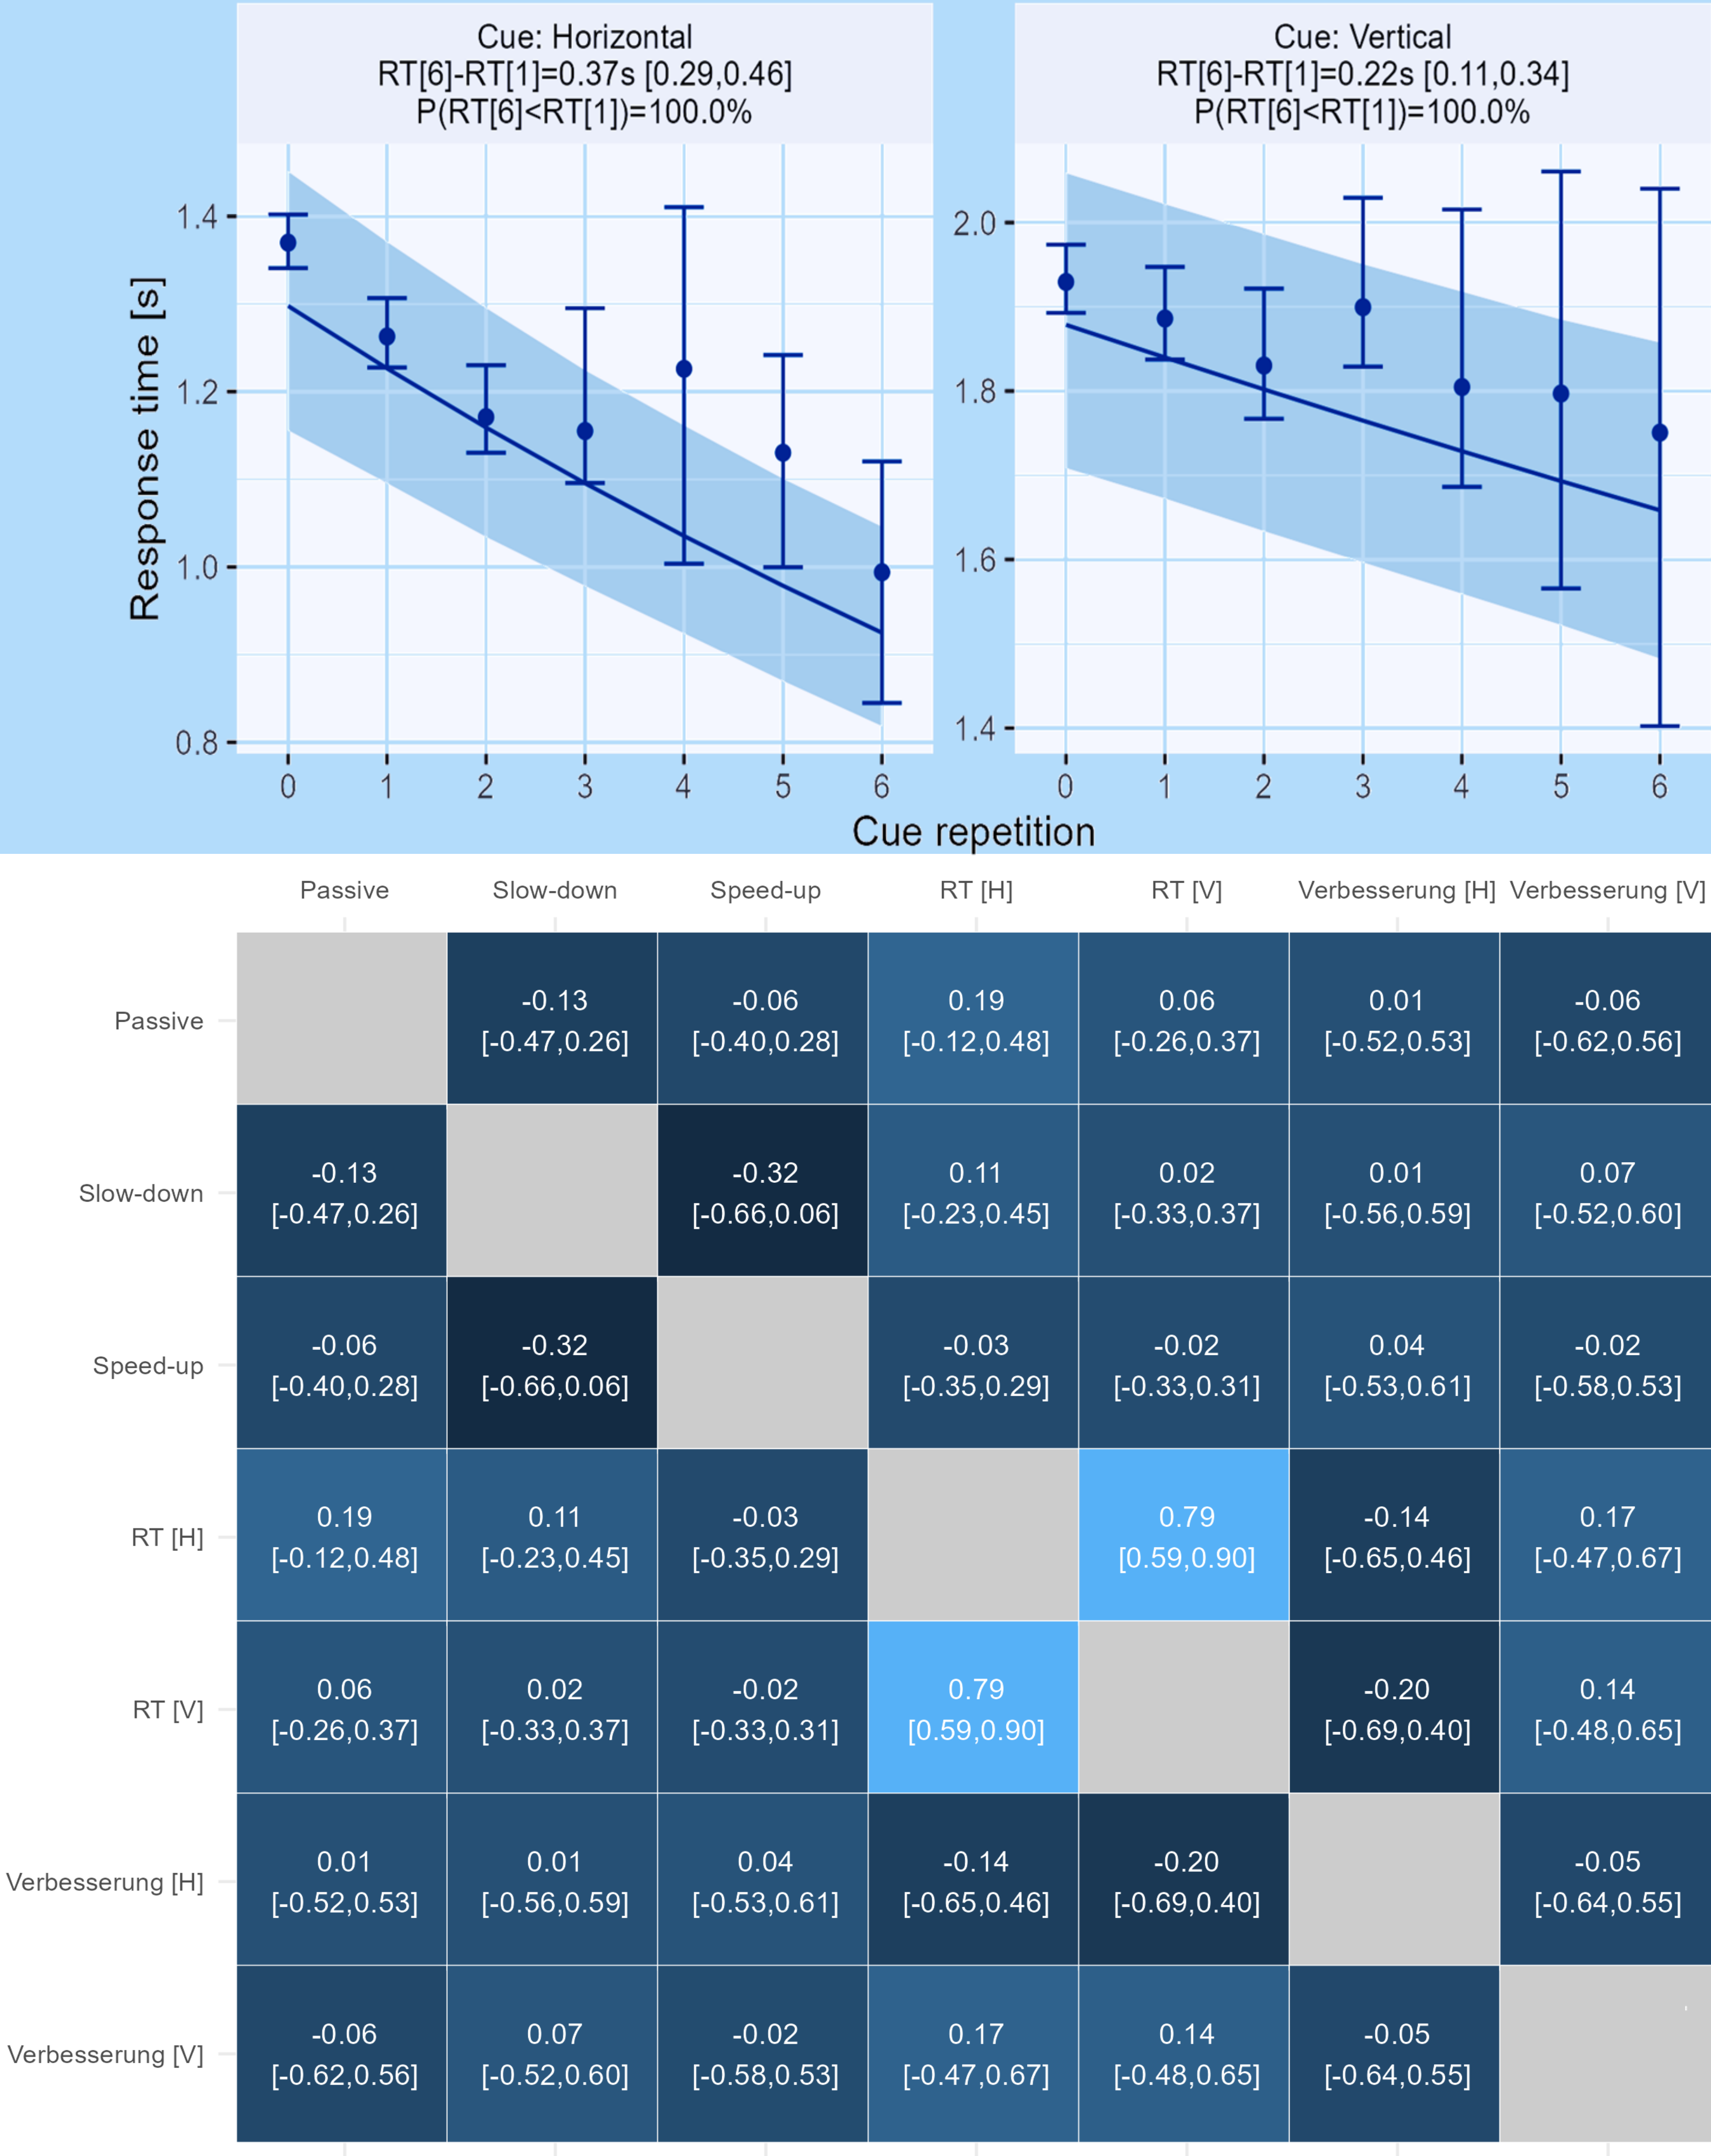 Cue: Horizontal
RT[6]-RT[1]=0.37s [0.29,0.46]
P(RT[6]<RT[1])=100.0%
Cue: Vertical
RT[6]-RT[1]=0.22s [0.11,0.34]
P(RT[6]<RT[1])=100.0%
Response time [s]
1.4
1.2
1.0
0.8
2.0
1.8
1.6
1.4
0 1 2 3 4 5 6
0 1 2 3 4 5 6
Cue repetition
Passive Slow-down Speed-up RT [H] RT [V] Verbesserung [H] Verbesserung [V]
Passive
-0.13 -0.06 0.19 0.06 0.01 -0.06
[-0.47,0.26] [-0.40,0.28] [-0.12,0.48] [-0.26,0.37] [-0.52,0.53] [-0.62,0.56]
Slow-down
-0.13 -0.32 0.11 0.02 0.01 0.07
[-0.47,0.26] [-0.66,0.06] [-0.23,0.45] [-0.33,0.37] [-0.56,0.59] [-0.52,0.60]
Speed-up
-0.06 -0.32 -0.03 -0.02 0.04 -0.02
[-0.40,0.28] [-0.66,0.06] [-0.35,0.29] [-0.33,0.31] [-0.53,0.61] [-0.58,0.53]
RT [H]
0.19 0.11 -0.03 0.79 -0.14 0.17
[-0.12,0.48] [-0.23,0.45] [-0.35,0.29] [0.59,0.90] [-0.65,0.46] [-0.47,0.67]
RT [V]
0.06 0.02 -0.02 0.79 -0.20 0.14
[-0.26,0.37] [-0.33,0.37] [-0.33,0.31] [0.59,0.90] [-0.69,0.40] [-0.48,0.65]
Verbesserung [H]
0.01 0.01 0.04 -0.14 -0.20 -0.05
[-0.52,0.53] [-0.56,0.59] [-0.53,0.61] [-0.65,0.46] [-0.69,0.40] [-0.64,0.55]
Verbesserung [V]
-0.06 0.07 -0.02 0.17 0.14 -0.05
[-0.62,0.56] [-0.52,0.60] [-0.58,0.53] [-0.47,0.67] [-0.48,0.65] [-0.64,0.55]